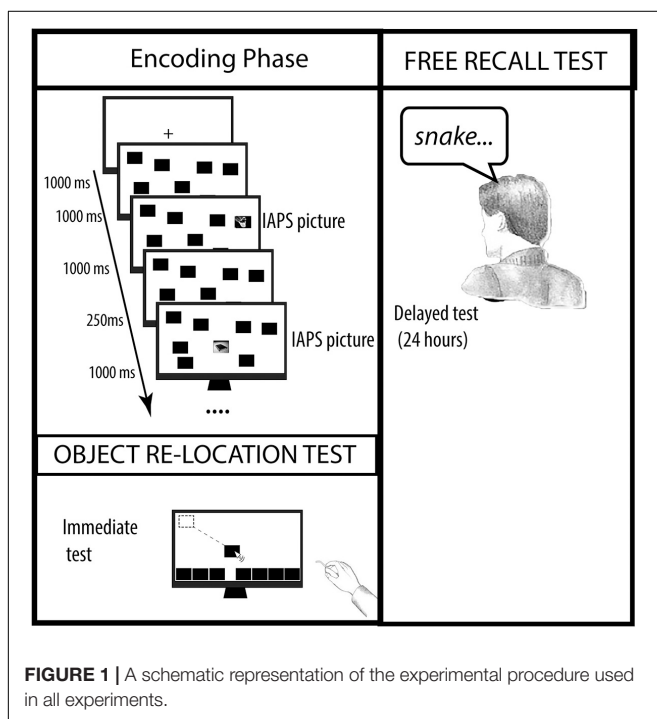 Encoding Phase
FREE RECALL TEST
+
1000 ms
1000 ms
IAPS picture
1000 ms
250ms
IAPS picture
1000 ms
....
snake...
Delayed test
(24 hours)
OBJECT RE-LOCATION TEST
Immediate
test
FIGURE 1 | A schematic representation of the experimental procedure used
in all experiments.